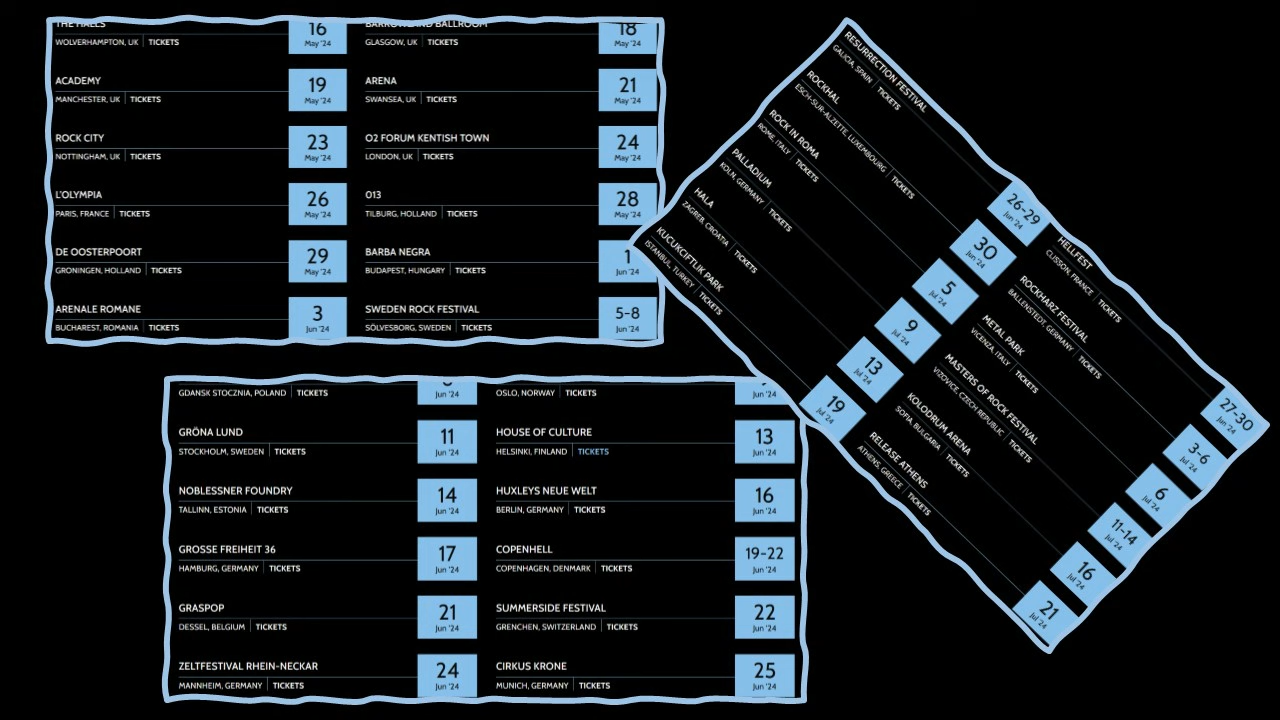 THE HALLS
16
WOLVERHAMPTON, UK TICKETS
May '24
BARROWLAND BALLROOM
18
GLASGOW, UK TICKETS
May '24
ACADEMY
19
MANCHESTER, UK TICKETS
May '24
ARENA
21
SWANSEA, UK TICKETS
May '24
ROCK CITY
23
NOTTINGHAM, UK TICKETS
May '24
O2 FORUM KENTISH TOWN
24
LONDON, UK TICKETS
May '24
L'OLYMPIA
26
PARIS, FRANCE TICKETS
May '24
013
28
TILBURG, HOLLAND TICKETS
May '24
DE OOSTERPOORT
29
GRONINGEN, HOLLAND TICKETS
May '24
BARBA NEGRA
1
BUDAPEST, HUNGARY TICKETS
Jun '24
ARENALE ROMANE
3
BUCHAREST, ROMANIA TICKETS
Jun '24
SWEDEN ROCK FESTIVAL
5-8
SÖLVESBORG, SWEDEN TICKETS
Jun '24
GDANSK STOCZNIA, POLAND TICKETS
Jun '24
OSLO, NORWAY TICKETS
Jun '24
GRÖNA LUND
11
STOCKHOLM, SWEDEN TICKETS
Jun '24
HOUSE OF CULTURE
13
HELSINKI, FINLAND TICKETS
Jun '24
NOBLESSNER FOUNDRY
14
TALLINN, ESTONIA TICKETS
Jun '24
HUXLEYS NEUE WELT
16
BERLIN, GERMANY TICKETS
Jun '24
GROSSE FREIHEIT 36
17
HAMBURG, GERMANY TICKETS
Jun '24
COPENHELL
19-22
COPENHAGEN, DENMARK TICKETS
Jun '24
GRASPOP
21
DESSEL, BELGIUM TICKETS
Jun '24
SUMMERSIDE FESTIVAL
22
GRENCHEN, SWITZERLAND TICKETS
Jun '24
ZELTFESTIVAL RHEIN-NECKAR
24
MANNHEIM, GERMANY TICKETS
Jun '24
CIRKUS KRONE
25
MUNICH, GERMANY TICKETS
Jun '24
RESURRECTION FESTIVAL
26-29
GALICIA, SPAIN TICKETS
Jun '24
HELLFEST
27-30
CLISSON, FRANCE TICKETS
Jun '24
ROCKHAL
30
ESCH-SUR-ALZETTE, LUXEMBOURG TICKETS
Jun '24
ROCKHARZ FESTIVAL
3-6
BALLENSTEDT, GERMANY TICKETS
Jul '24
ROCK IN ROMA
5
ROME, ITALY TICKETS
Jul '24
METAL PARK
6
VICENZA, ITALY TICKETS
Jul '24
PALLADIUM
9
KOLN, GERMANY TICKETS
Jul '24
MASTERS OF ROCK FESTIVAL
11-14
VIZOVICE, CZECH REPUBLIC TICKETS
Jul '24
HALA
13
ZAGREB, CROATIA TICKETS
Jul '24
KOLODRUM ARENA
16
SOFIA, BULGARIA TICKETS
Jul '24
KUCUKCIFTLIK PARK
19
ISTANBUL, TURKEY TICKETS
Jul '24
RELEASE ATHENS
21
ATHENS, GREECE TICKETS
Jul '24